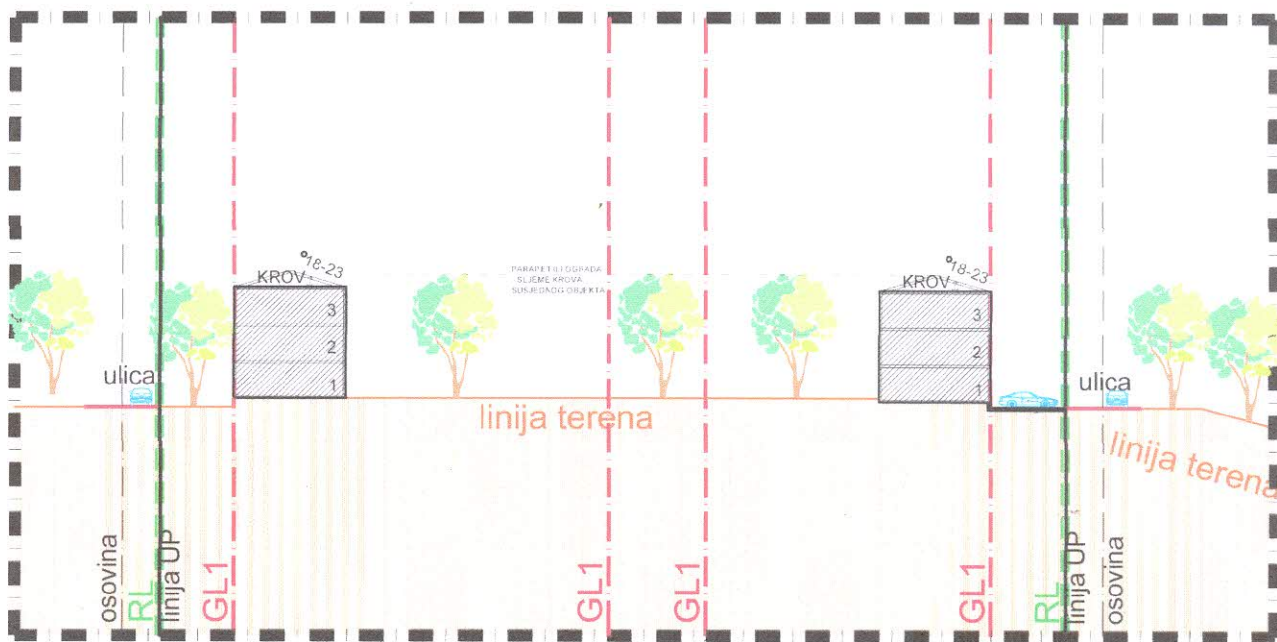 °18-23
KROV
3
2
1
PARAPET ILI OGRADA
SLJEME KROVA
SUSJEDNOG OBJEKTA
°18-23
KROV
3
2
1
ulica
ulica
linija terena
linija terena
osovina
RL
linija UP
GL1
GL1
GL1
GL1
RL
linija UP
osovina